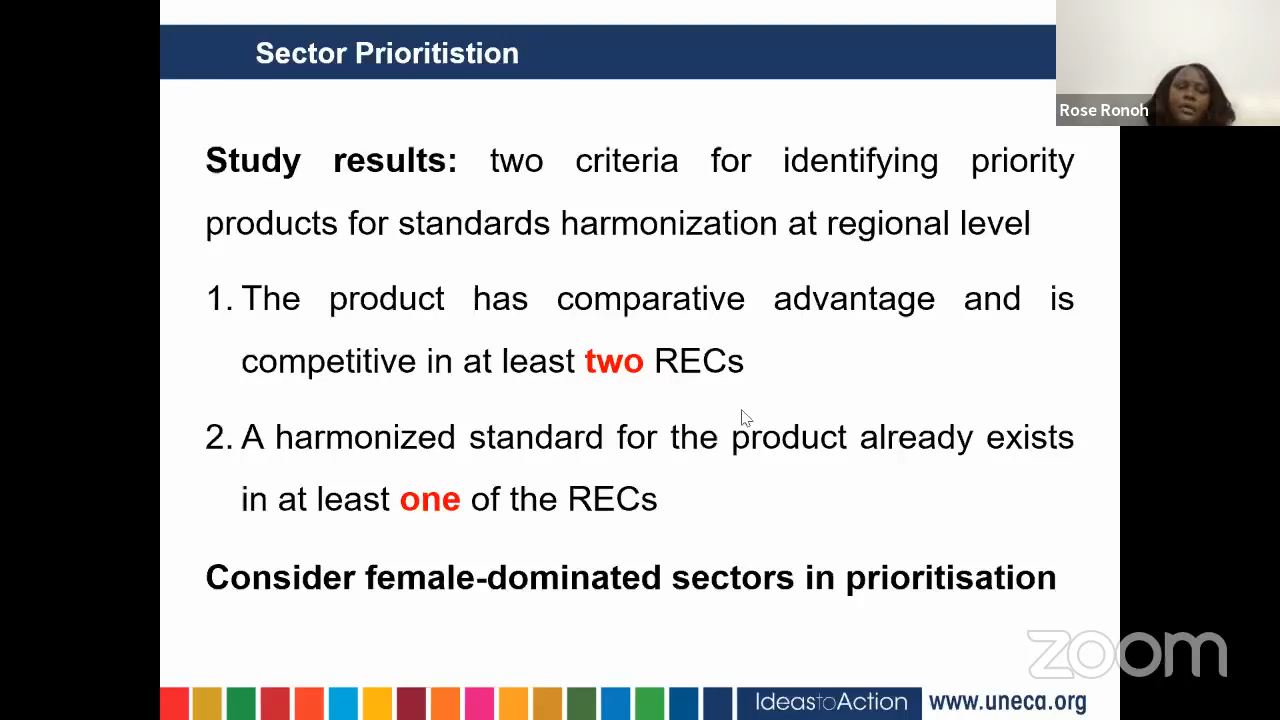 Sector Prioritistion
Rose Ronoh
Study results: two criteria for identifying priority
products for standards harmonization at regional level
1. The product has comparative advantage and is
competitive in at least two RECs
2. A harmonized standard for the product already exists
in at least one of the RECs
Consider female-dominated sectors in prioritisation
zoom
IdeastoAction www.uneca.org